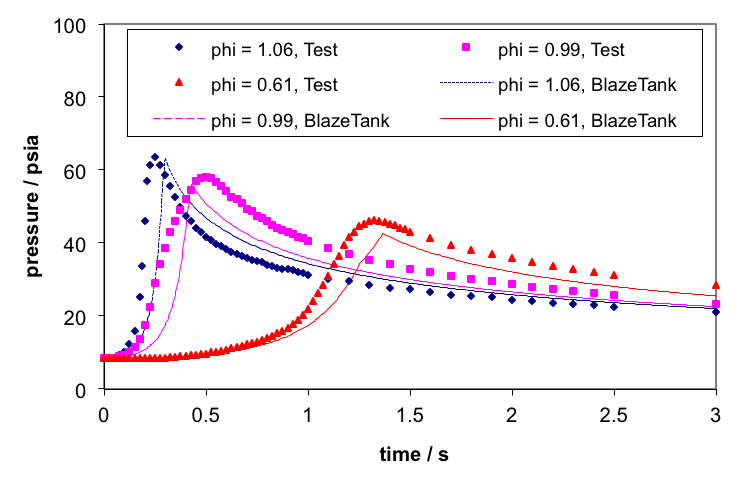 100
80
60
40
20
0
pressure / psia
phi = 1.06, Test
phi = 0.99, Test
phi = 0.61, Test
phi = 1.06, BlazeTank
phi = 0.99, BlazeTank
phi = 0.61, BlazeTank
0 0.5 1 1.5 2 2.5 3
time / s